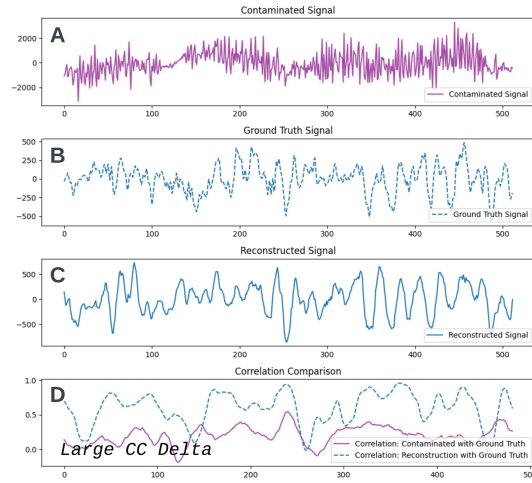 Contaminated Signal
A
2000
0
−2000
Contaminated Signal
0
100
200
300
400
500
Ground Truth Signal
B
500
250
0
−250
−500
Ground Truth Signal
0
100
200
300
400
500
Reconstructed Signal
C
500
0
−500
Reconstructed Signal
0
100
200
300
400
500
Correlation Comparison
D
1.0
0.5
0.0
Large CC Delta
Correlation: Contaminated with Ground Truth
Correlation: Reconstruction with Ground Truth
0
100
200
300
400